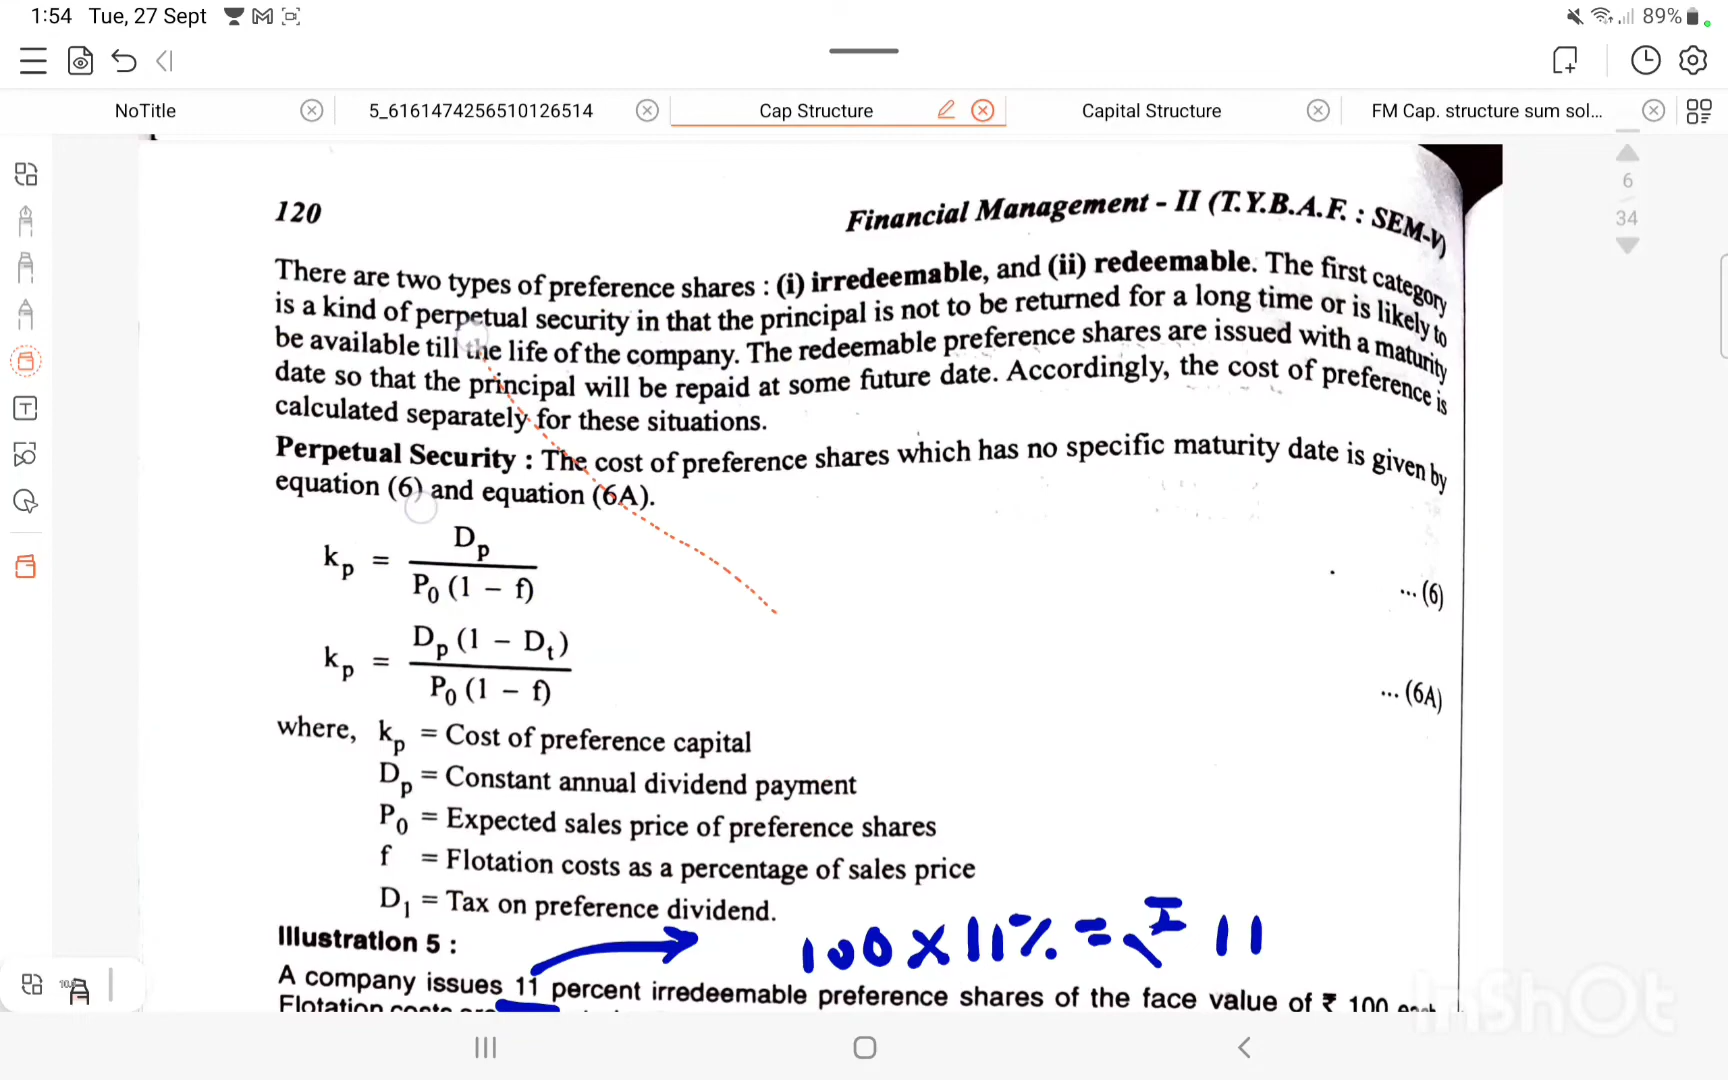 1:54 Tue, 27 Sept 89%
NoTitle 5_6161474256510126514 Cap Structure Capital Structure FM Cap. structure sum sol...
6
34
120 Financial Management - II (T.Y.B.A.F. : SEM-V)
There are two types of preference shares : (i) irredeemable, and (ii) redeemable. The first category
is a kind of perpetual security in that the principal is not to be returned for a long time or is likely to
be available till the life of the company. The redeemable preference shares are issued with a maturity
date so that the principal will be repaid at some future date. Accordingly, the cost of preference is
calculated separately for these situations.
Perpetual Security : The cost of preference shares which has no specific maturity date is given by
equation (6) and equation (6A).
kp = Dp / P0 (1 – f) ... (6)
kp = Dp (1 – Dt) / P0 (1 – f) ... (6A)
where, kp = Cost of preference capital
Dp = Constant annual dividend payment
P0 = Expected sales price of preference shares
f = Flotation costs as a percentage of sales price
D1 = Tax on preference dividend.
100 × 11% = ₹ 11
Illustration 5 :
A company issues 11 percent irredeemable preference shares of the face value of ₹ 100 each
Flotation costs are
InShOt